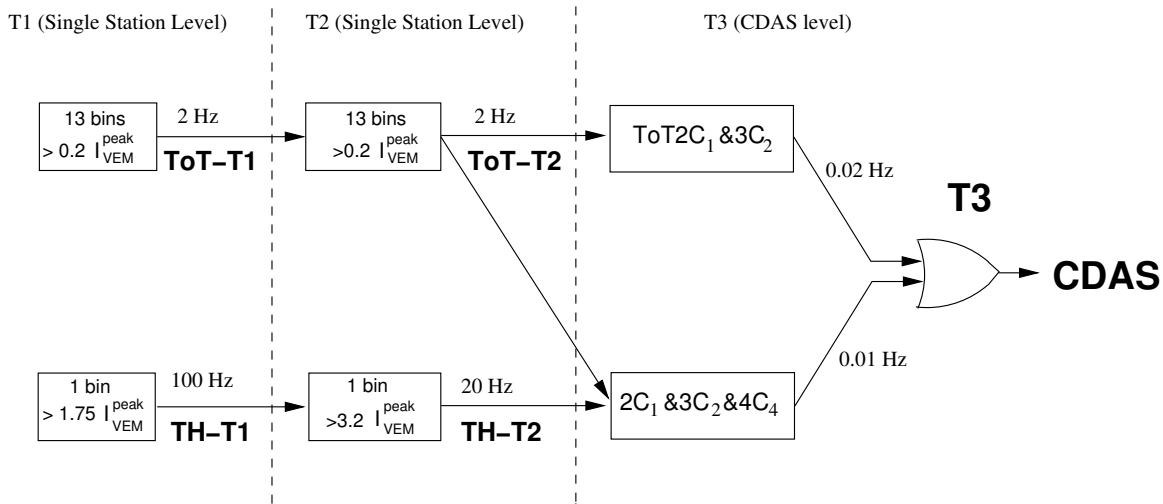 T1 (Single Station Level)
T2 (Single Station Level)
T3 (CDAS level)
13 bins
> 0.2 I_VEM^peak
2 Hz
ToT−T1
13 bins
>0.2 I_VEM^peak
2 Hz
ToT−T2
ToT2C_1 &3C_2
0.02 Hz
T3
CDAS
1 bin
> 1.75 I_VEM^peak
100 Hz
TH−T1
1 bin
>3.2 I_VEM^peak
20 Hz
TH−T2
2C_1 &3C_2&4C_4
0.01 Hz